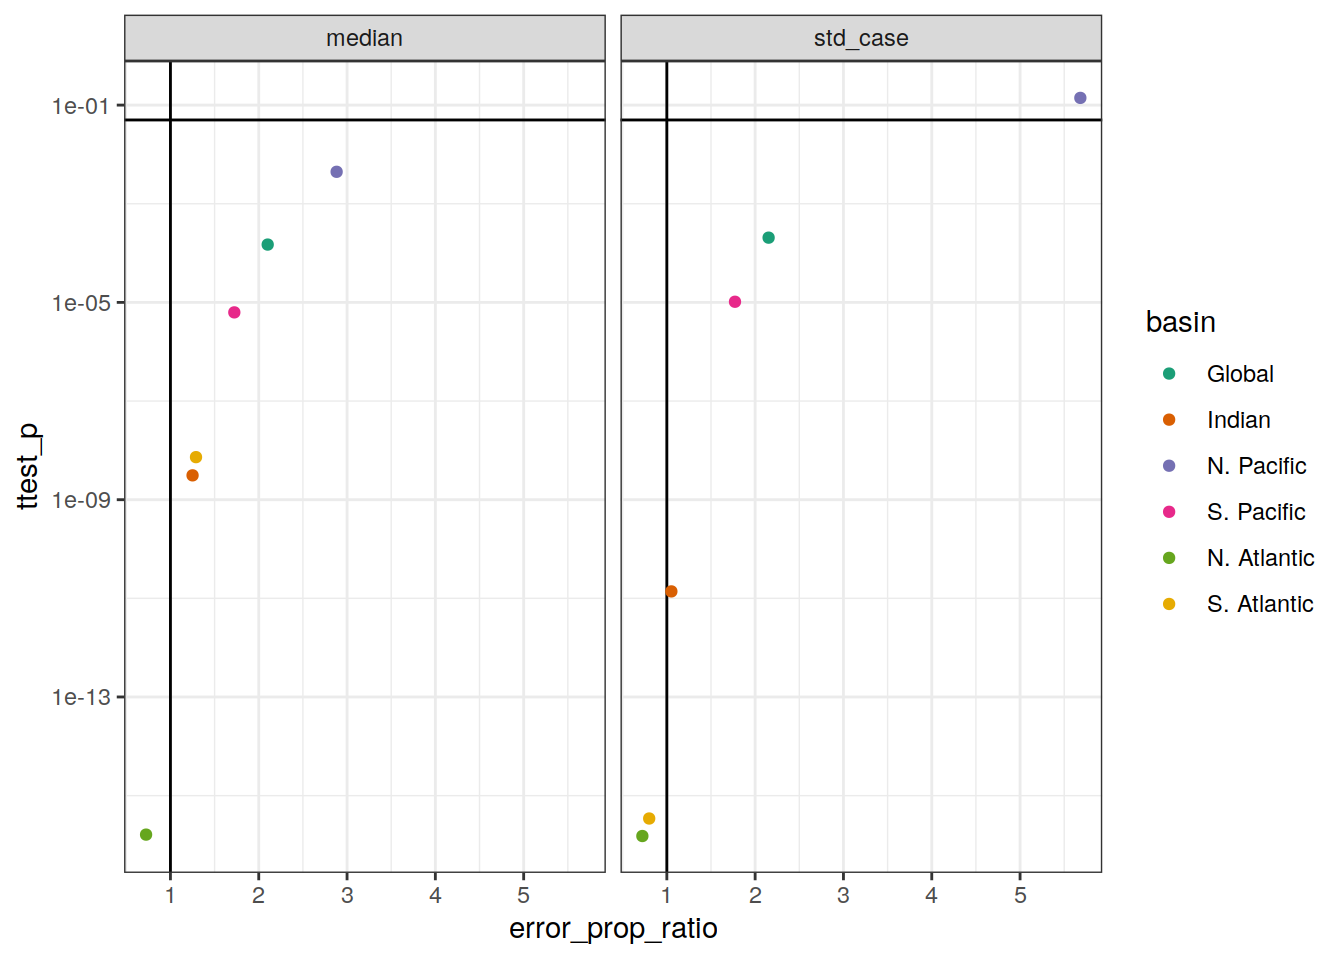 median
std_case
1e-01
1e-05
1e-09
1e-13
ttest_p
1 2 3 4 5
1 2 3 4 5
error_prop_ratio
basin
Global
Indian
N. Pacific
S. Pacific
N. Atlantic
S. Atlantic